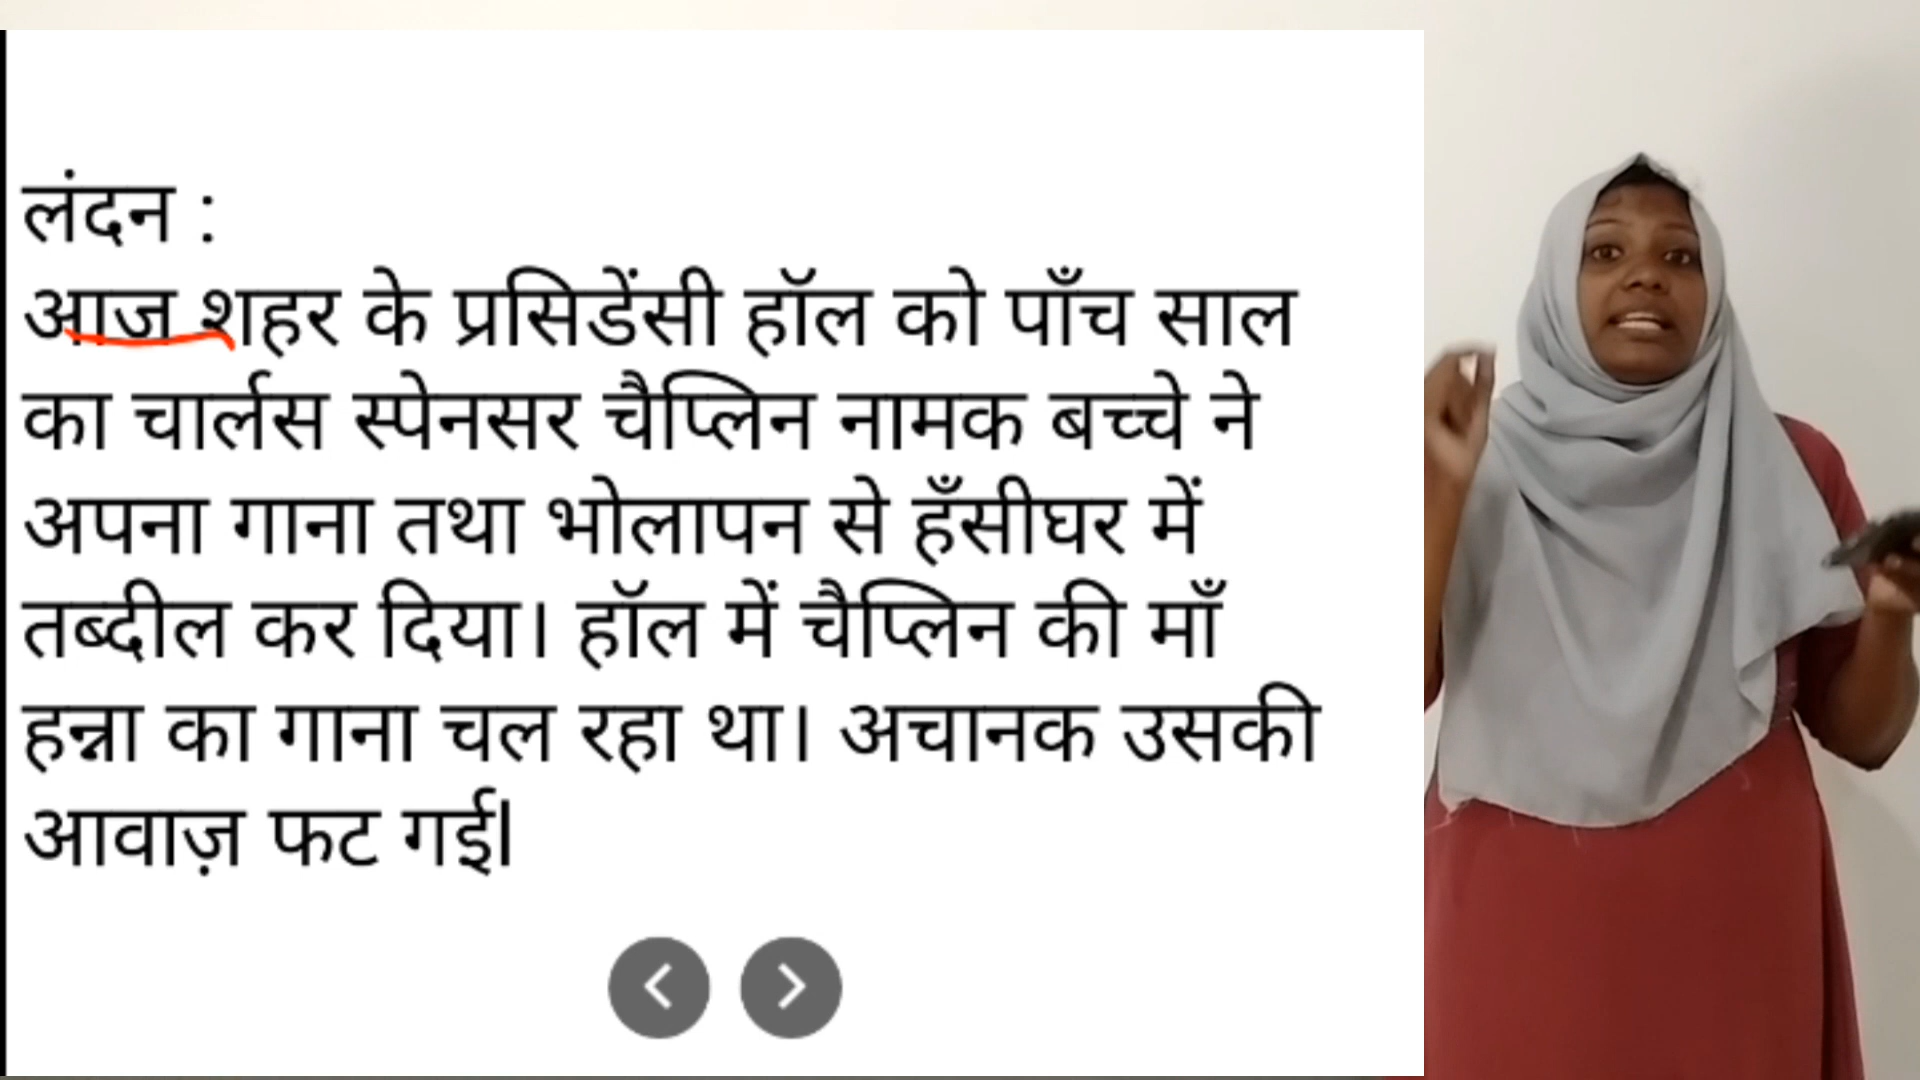 लंदन :
आज शहर के प्रसिडेंसी हॉल को पाँच साल
का चार्लस स्पेनसर चैप्लिन नामक बच्चे ने
अपना गाना तथा भोलापन से हँसीघर में
तब्दील कर दिया। हॉल में चैप्लिन की माँ
हन्ना का गाना चल रहा था। अचानक उसकी
आवाज़ फट गई।